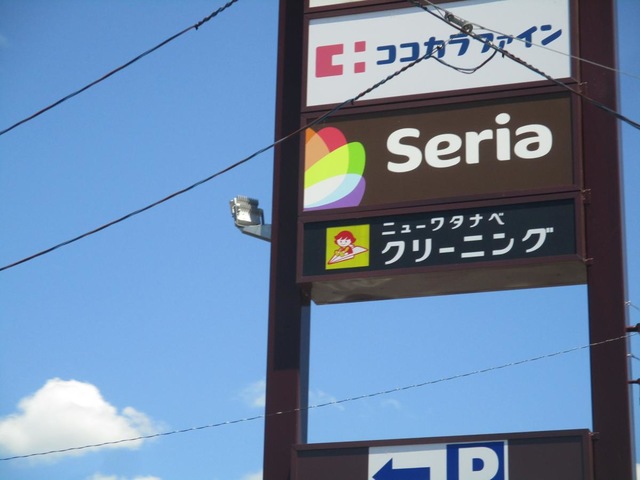 ココカラファイン
Seria
ニューワタナベ
クリーニング
P